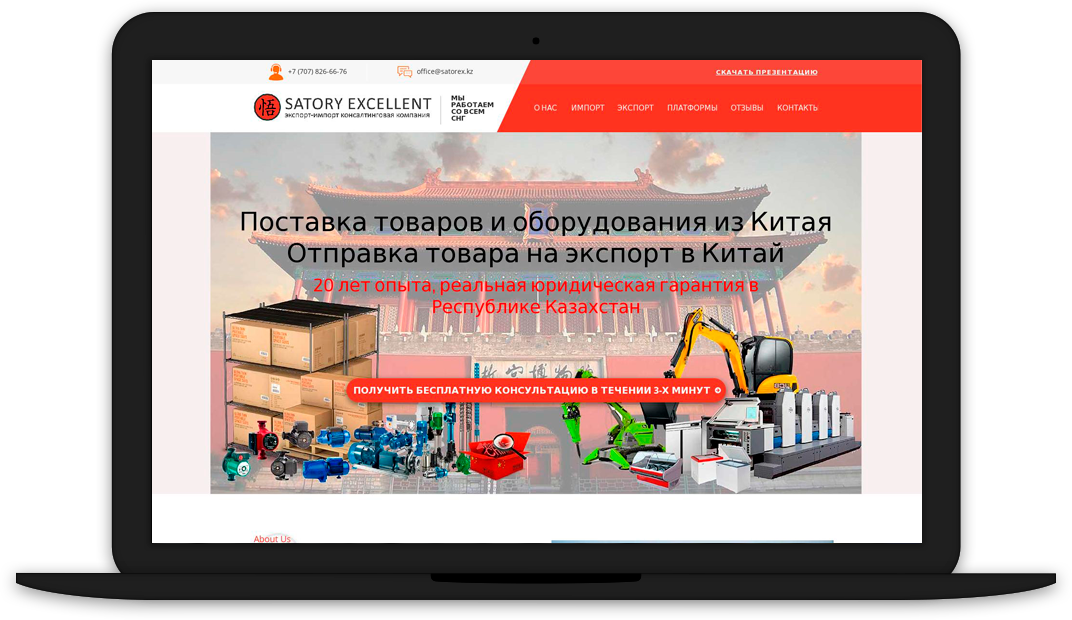 +7 (707) 826-66-76
office@satorex.kz
СКАЧАТЬ ПРЕЗЕНТАЦИЮ
悟
SATORY EXCELLENT
экспорт-импорт консалтинговая компания
МЫ
РАБОТАЕМ
СО ВСЕМ
СНГ
О НАС ИМПОРТ ЭКСПОРТ ПЛАТФОРМЫ ОТЗЫВЫ КОНТАКТЫ
Поставка товаров и оборудования из Китая
Отправка товара на экспорт в Китай
20 лет опыта, реальная юридическая гарантия в
Республике Казахстан
ПОЛУЧИТЬ БЕСПЛАТНУЮ КОНСУЛЬТАЦИЮ В ТЕЧЕНИИ 3-Х МИНУТ
About Us